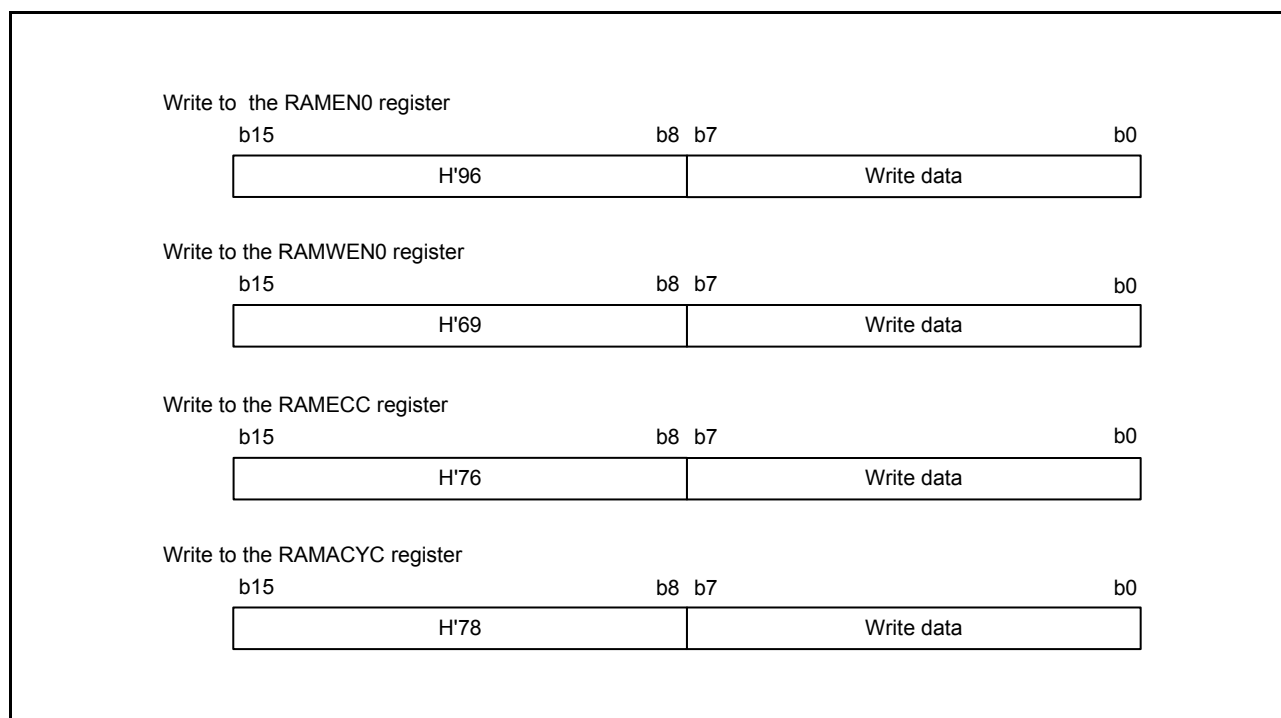 Write to the RAMEN0 register
b15 b8 b7 b0
H'96 Write data
Write to the RAMWEN0 register
b15 b8 b7 b0
H'69 Write data
Write to the RAMECC register
b15 b8 b7 b0
H'76 Write data
Write to the RAMACYC register
b15 b8 b7 b0
H'78 Write data